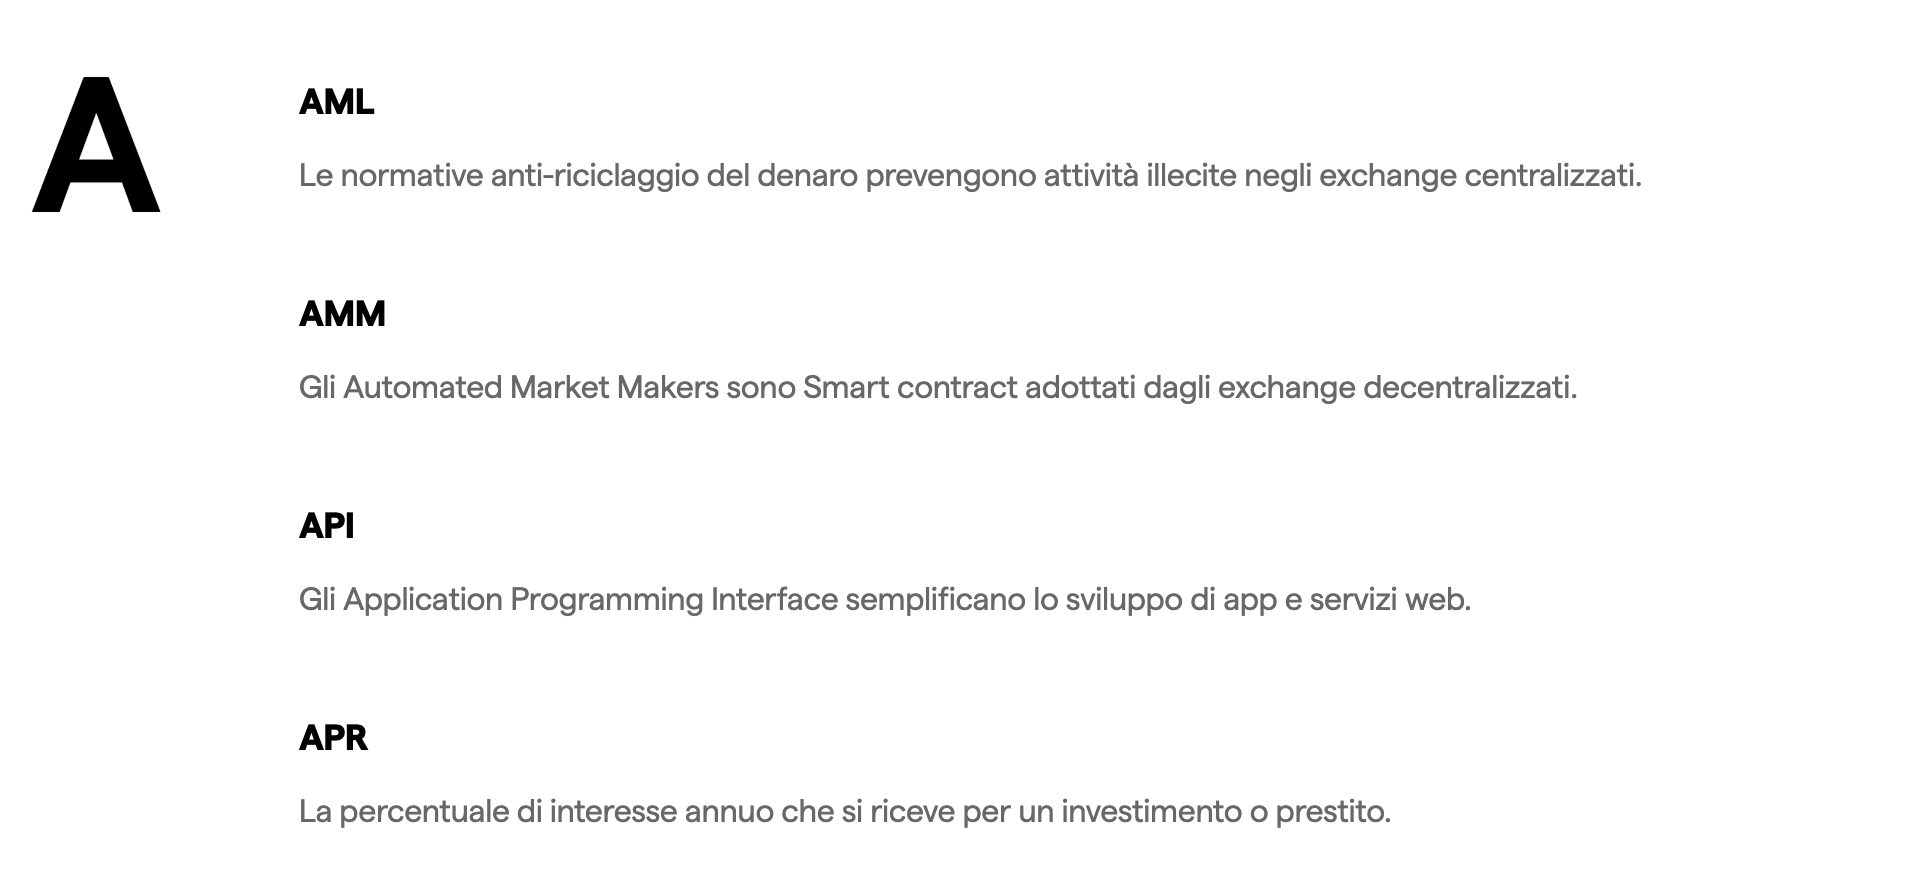 A
AML
Le normative anti-riciclaggio del denaro prevengono attività illecite negli exchange centralizzati.
AMM
Gli Automated Market Makers sono Smart contract adottati dagli exchange decentralizzati.
API
Gli Application Programming Interface semplificano lo sviluppo di app e servizi web.
APR
La percentuale di interesse annuo che si riceve per un investimento o prestito.